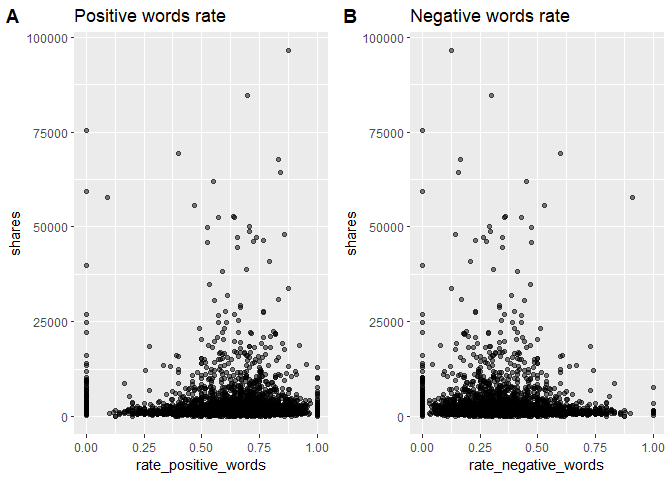 A Positive words rate
100000
75000
50000
25000
0
shares
0.00 0.25 0.50 0.75 1.00
rate_positive_words
B Negative words rate
100000
75000
50000
25000
0
shares
0.00 0.25 0.50 0.75 1.00
rate_negative_words